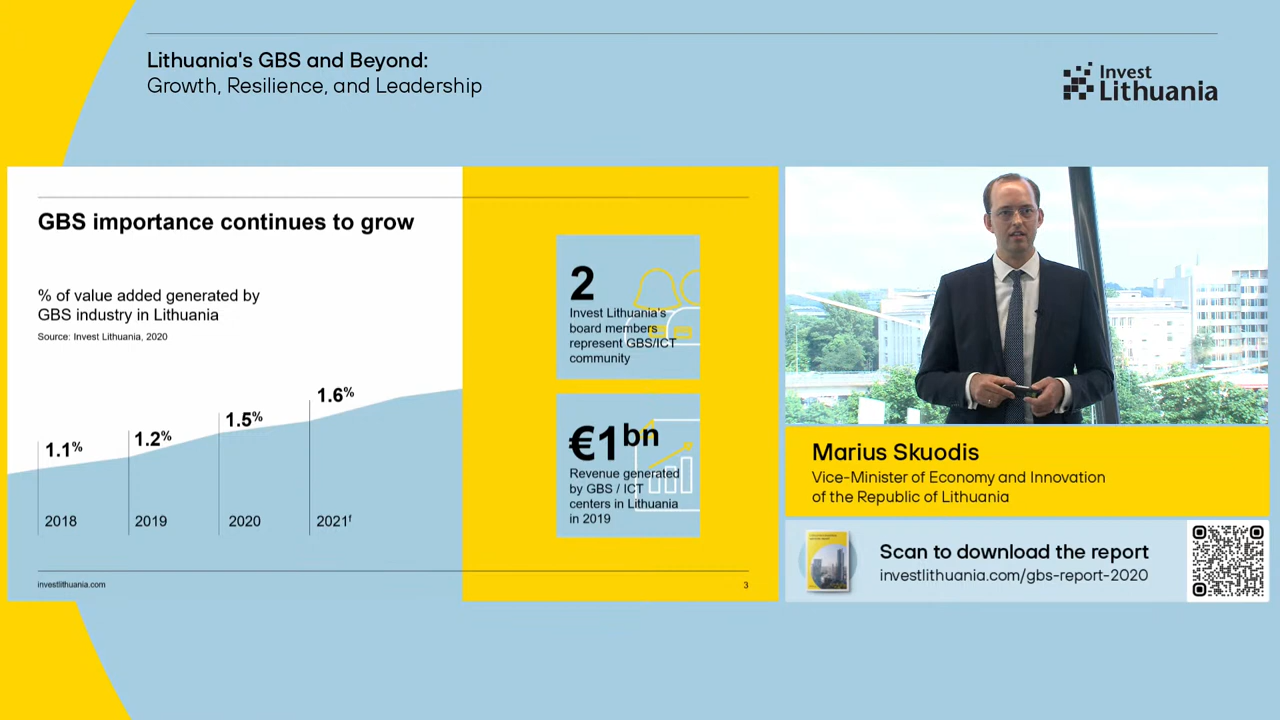 Lithuania's GBS and Beyond:
Growth, Resilience, and Leadership
Invest
Lithuania
GBS importance continues to grow
% of value added generated by
GBS industry in Lithuania
Source: Invest Lithuania, 2020
1.1%
1.2%
1.5%
1.6%
2018
2019
2020
2021f
investlithuania.com
3
2
Invest Lithuania's
board members
represent GBS/ICT
community
€1bn
Revenue generated
by GBS / ICT
centers in Lithuania
in 2019
Marius Skuodis
Vice-Minister of Economy and Innovation
of the Republic of Lithuania
Scan to download the report
investlithuania.com/gbs-report-2020